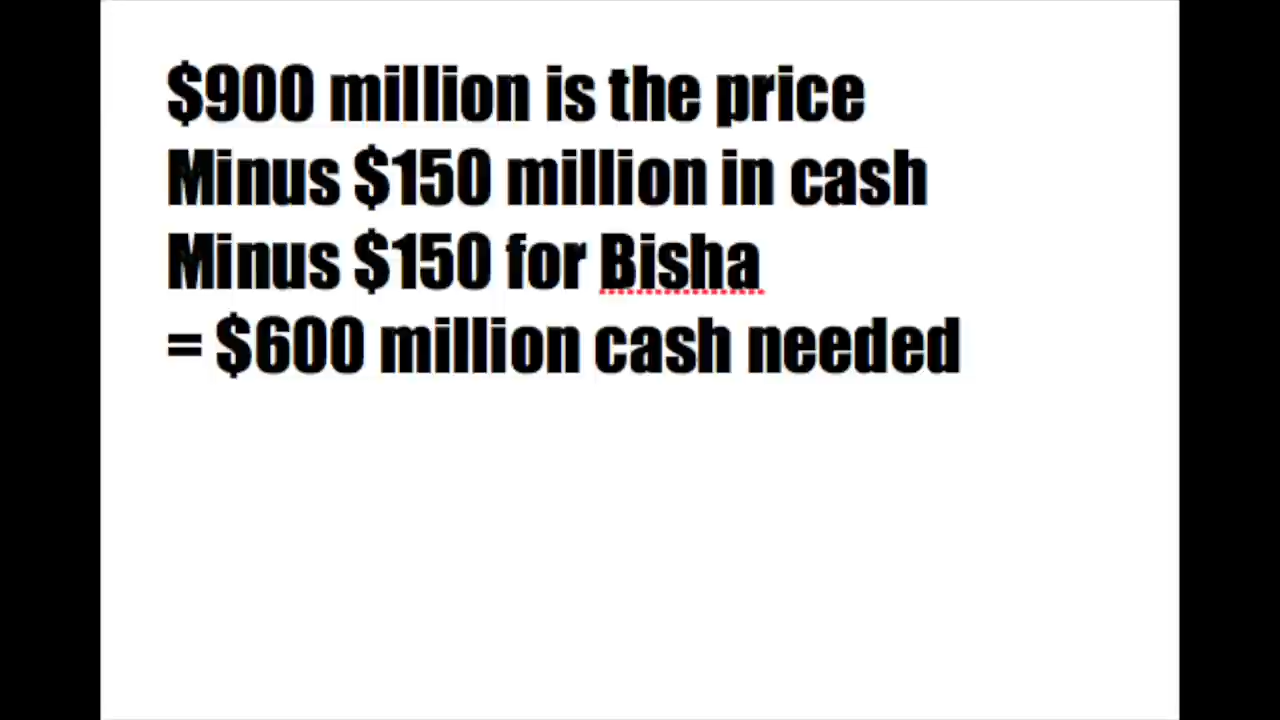 $900 million is the price
Minus $150 million in cash
Minus $150 for Bisha
= $600 million cash needed